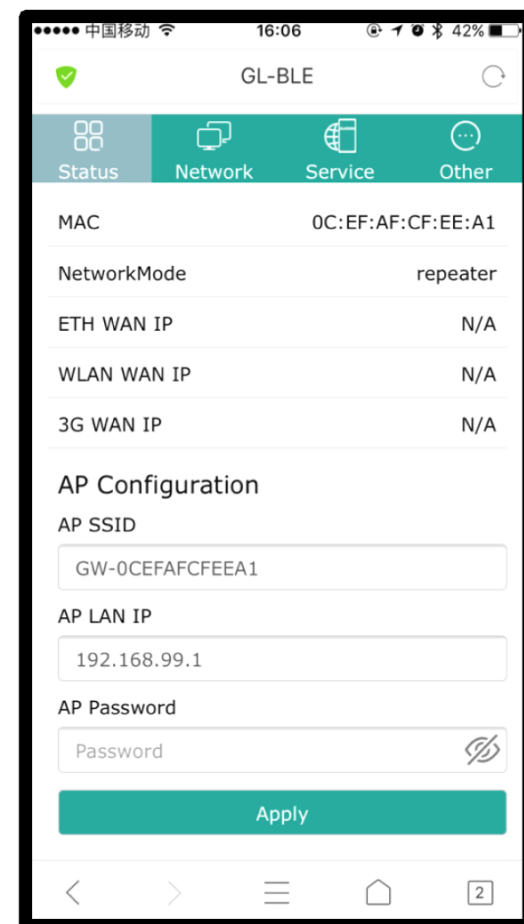 中国移动 16:06 42%
GL-BLE
Status Network Service Other
MAC 0C:EF:AF:CF:EE:A1
NetworkMode repeater
ETH WAN IP N/A
WLAN WAN IP N/A
3G WAN IP N/A
AP Configuration
AP SSID
GW-0CEFAFCFEEA1
AP LAN IP
192.168.99.1
AP Password
Password
Apply
2